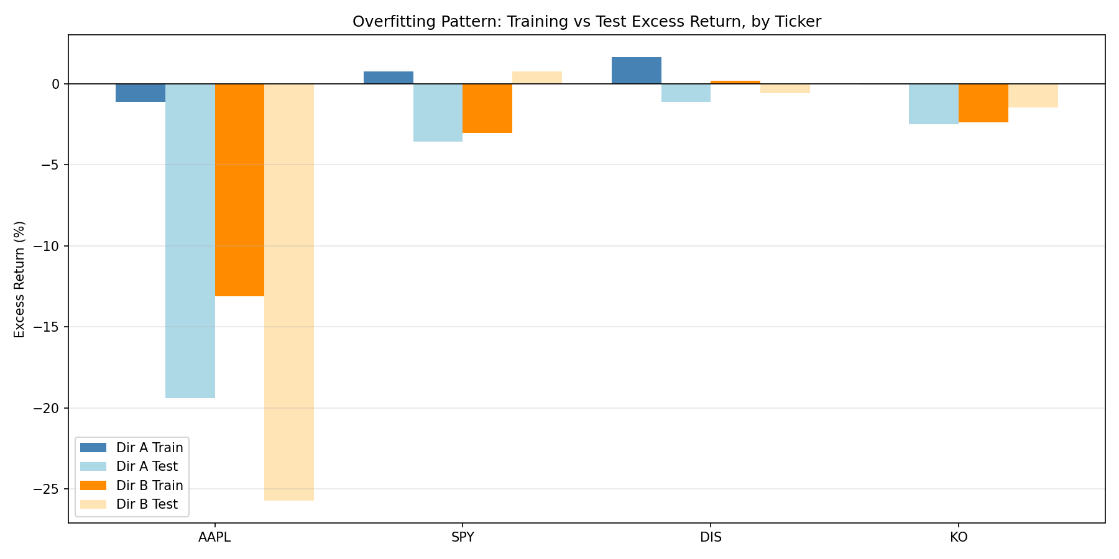 Overfitting Pattern: Training vs Test Excess Return, by Ticker
Excess Return (%)
0
−5
−10
−15
−20
−25
Dir A Train
Dir A Test
Dir B Train
Dir B Test
AAPL SPY DIS KO